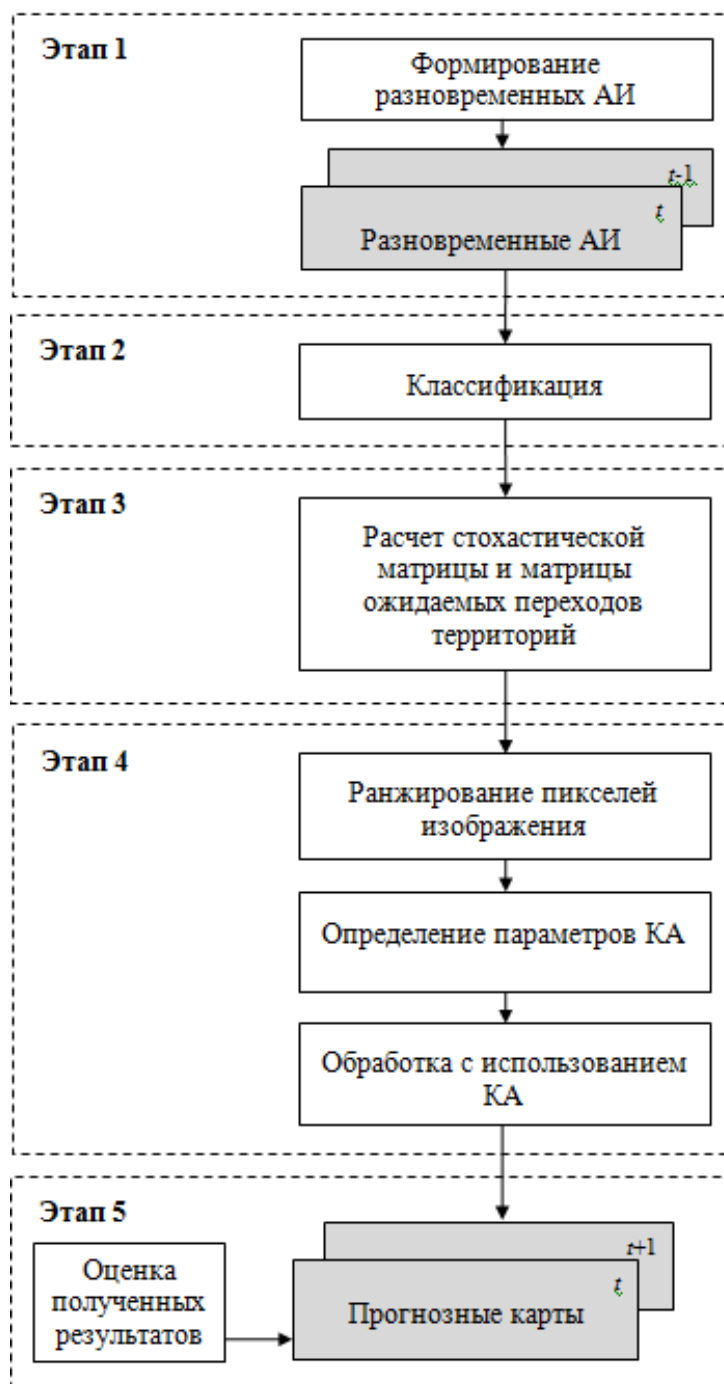 Этап 1
Формирование
разновременных АИ
t-1
t
Разновременные АИ
Этап 2
Классификация
Этап 3
Расчет стохастической
матрицы и матрицы
ожидаемых переходов
территорий
Этап 4
Ранжирование пикселей
изображения
Определение параметров КА
Обработка с использованием
КА
Этап 5
Оценка
полученных
результатов
t+1
t
Прогнозные карты